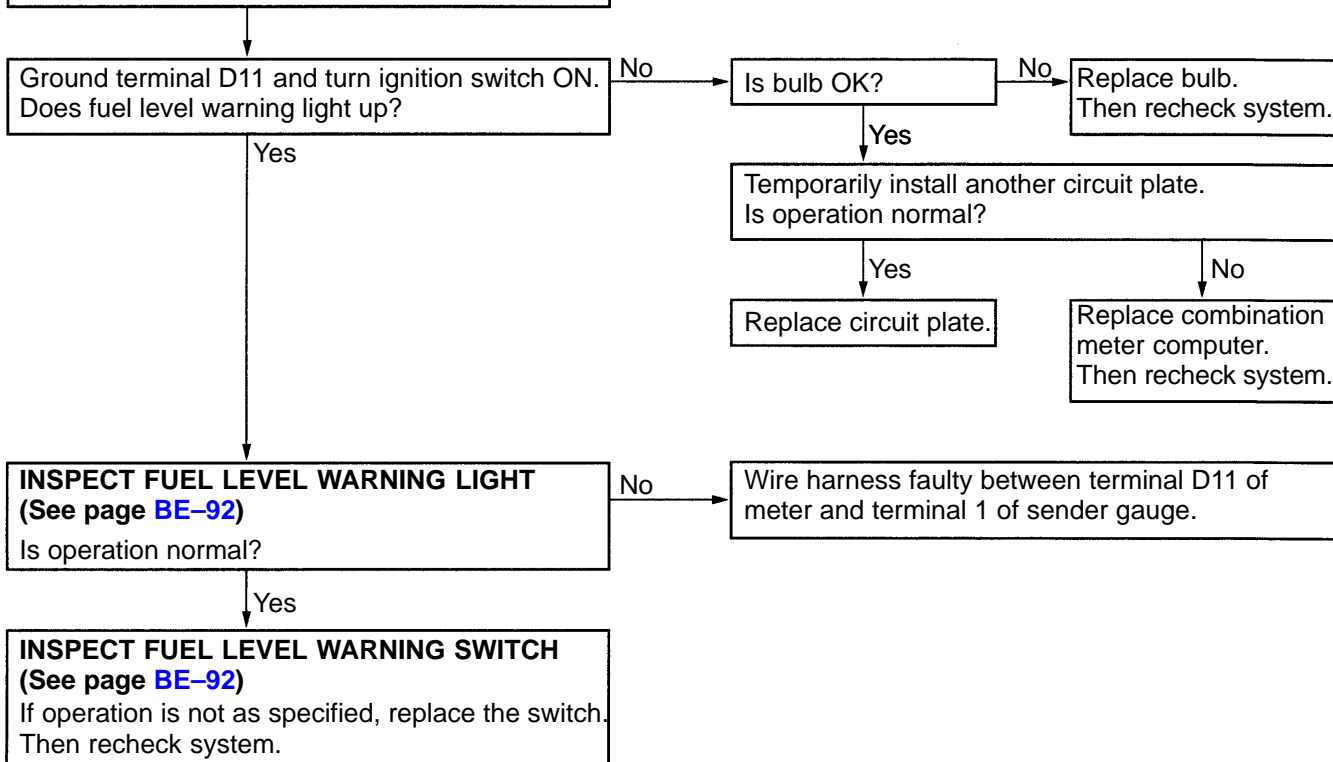 Ground terminal D11 and turn ignition switch ON.
Does fuel level warning light up?
No
Is bulb OK?
No
Replace bulb.
Then recheck system.
Yes
Yes
Temporarily install another circuit plate.
Is operation normal?
Yes
No
Replace circuit plate.
Replace combination
meter computer.
Then recheck system.
INSPECT FUEL LEVEL WARNING LIGHT
(See page BE–92)
Is operation normal?
No
Wire harness faulty between terminal D11 of
meter and terminal 1 of sender gauge.
Yes
INSPECT FUEL LEVEL WARNING SWITCH
(See page BE–92)
If operation is not as specified, replace the switch.
Then recheck system.